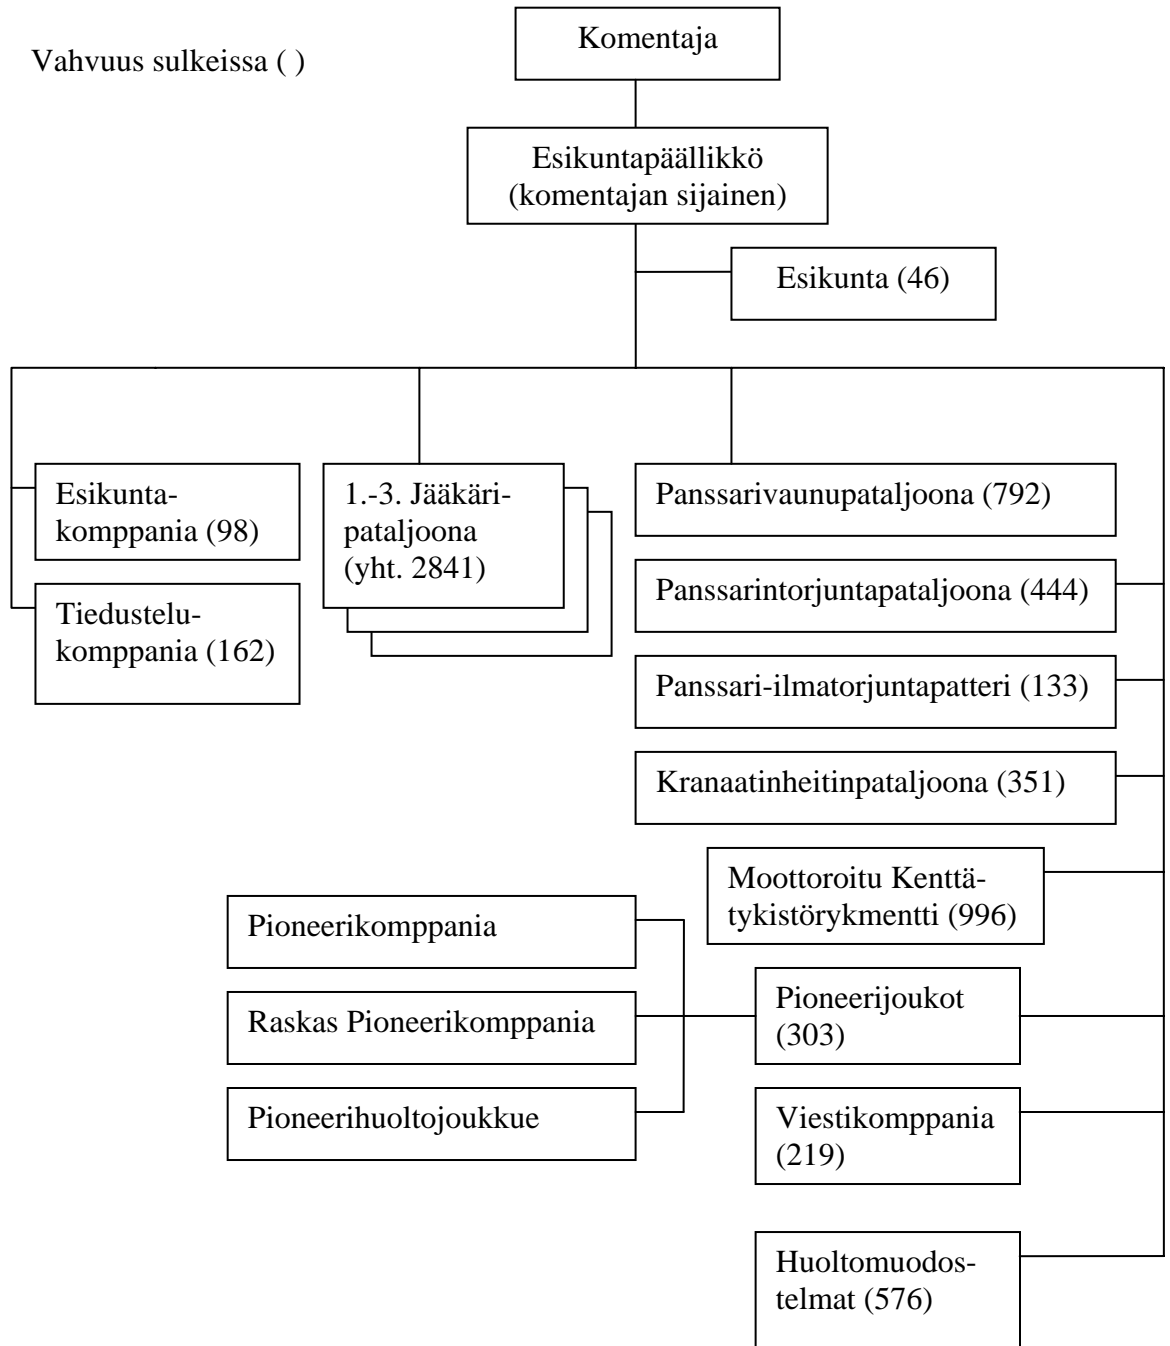 Vahvuus sulkeissa ( )
Komentaja
Esikuntapäällikkö
(komentajan sijainen)
Esikunta (46)
Esikunta-
komppania (98)
Tiedustelu-
komppania (162)
1.-3. Jääkäri-
pataljoona
(yht. 2841)
Panssarivaunupataljoona (792)
Panssarintorjuntapataljoona (444)
Panssari-ilmatorjuntapatteri (133)
Kranaatinheitinpataljoona (351)
Moottoroitu Kenttä-
tykistörykmentti (996)
Pioneerikomppania
Raskas Pioneerikomppania
Pioneerihuoltojoukkue
Pioneerijoukot
(303)
Viestikomppania
(219)
Huoltomuodos-
telmat (576)